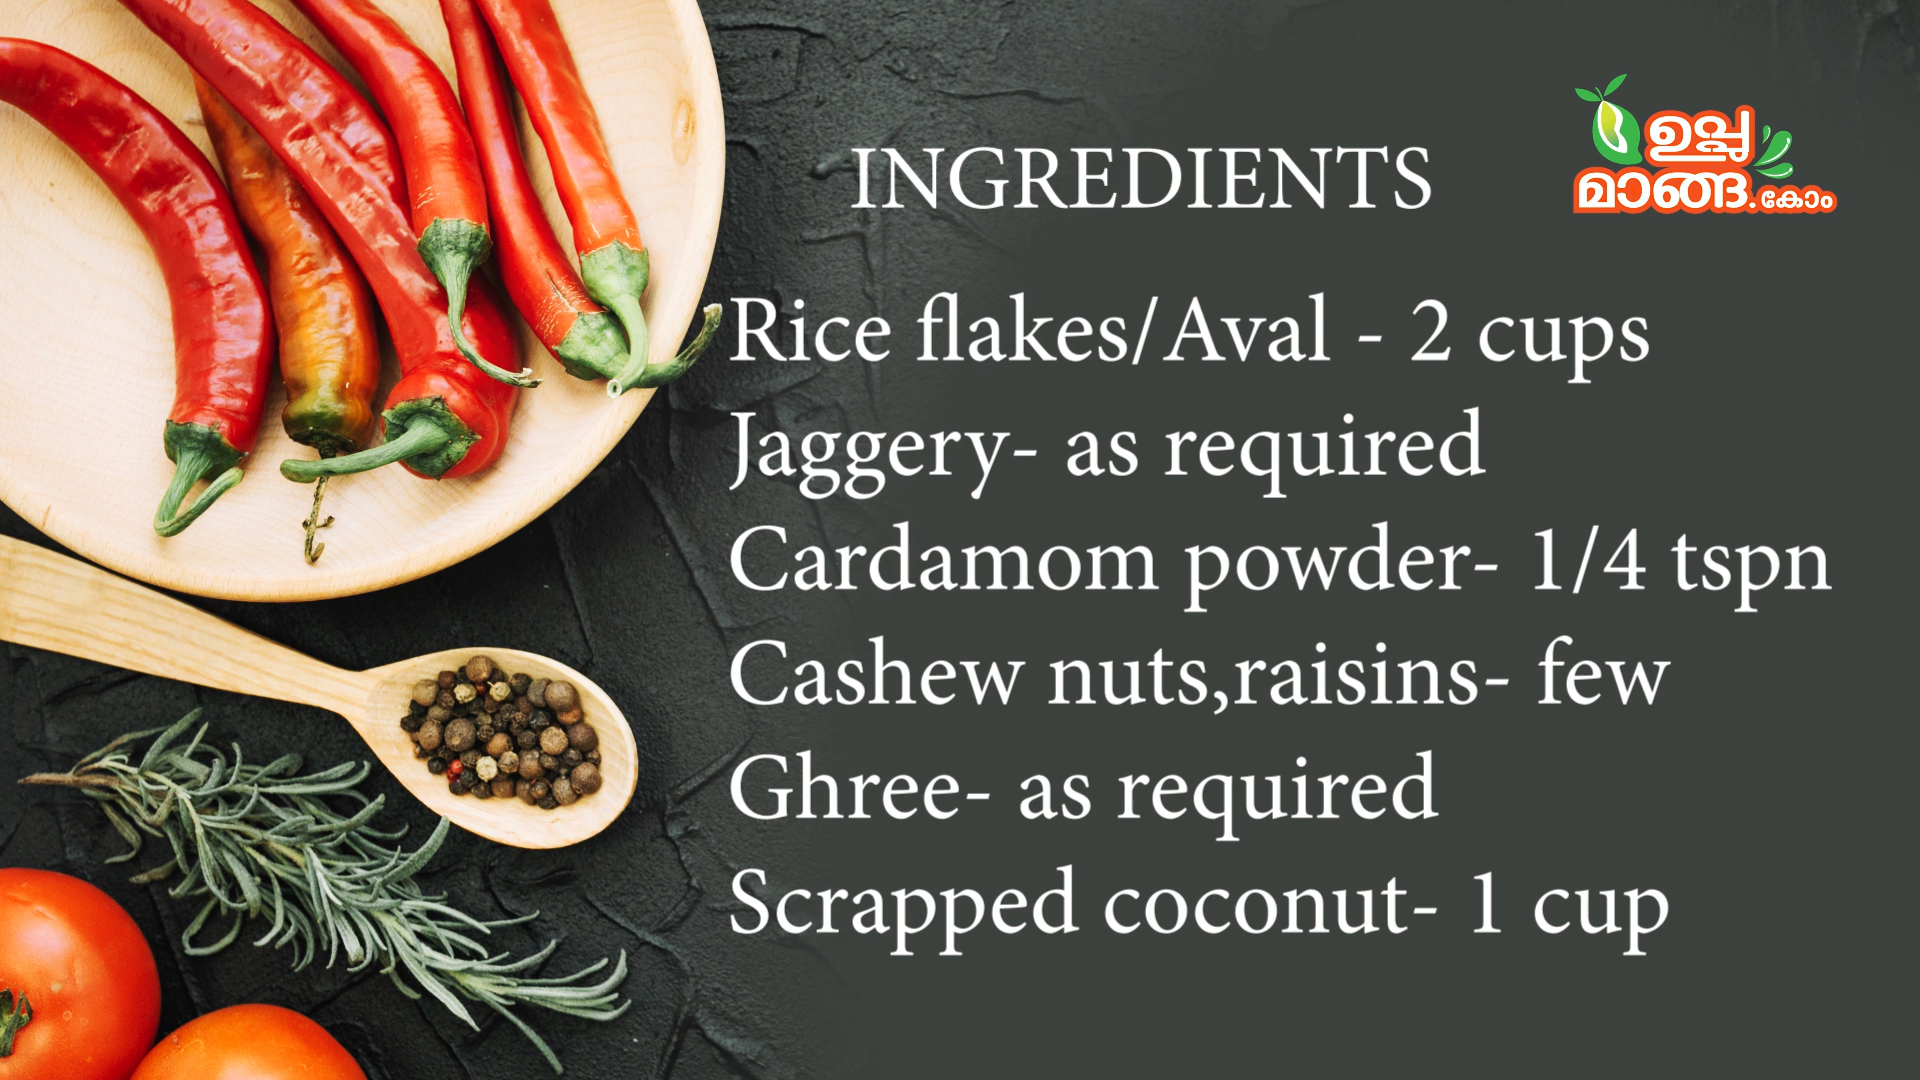 INGREDIENTS
ഉപ്പു
മാങ്ങ.കോം
Rice flakes/Aval - 2 cups
Jaggery- as required
Cardamom powder- 1/4 tspn
Cashew nuts,raisins- few
Ghree- as required
Scrapped coconut- 1 cup